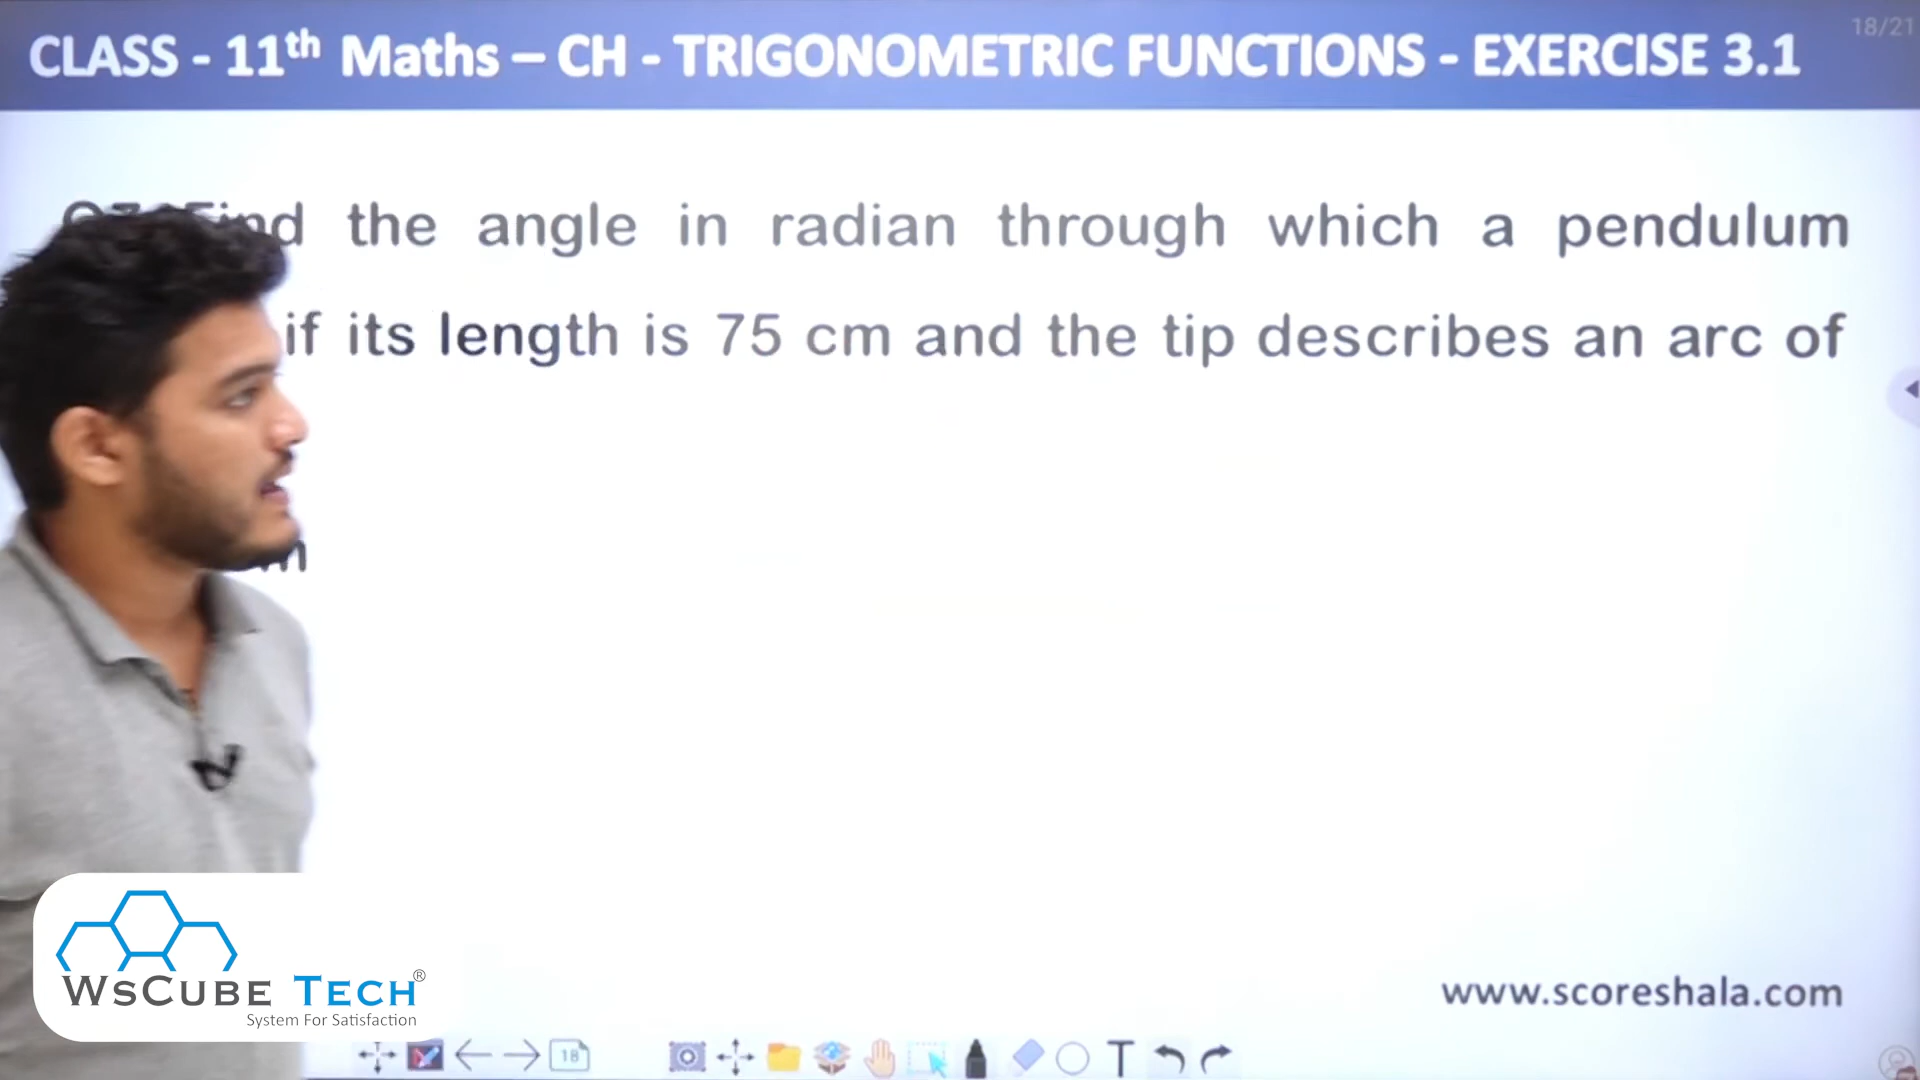 18/21
CLASS - 11th Maths – CH - TRIGONOMETRIC FUNCTIONS - EXERCISE 3.1
Find the angle in radian through which a pendulum
if its length is 75 cm and the tip describes an arc of
WsCube Tech®
System For Satisfaction
www.scoreshala.com
18
T